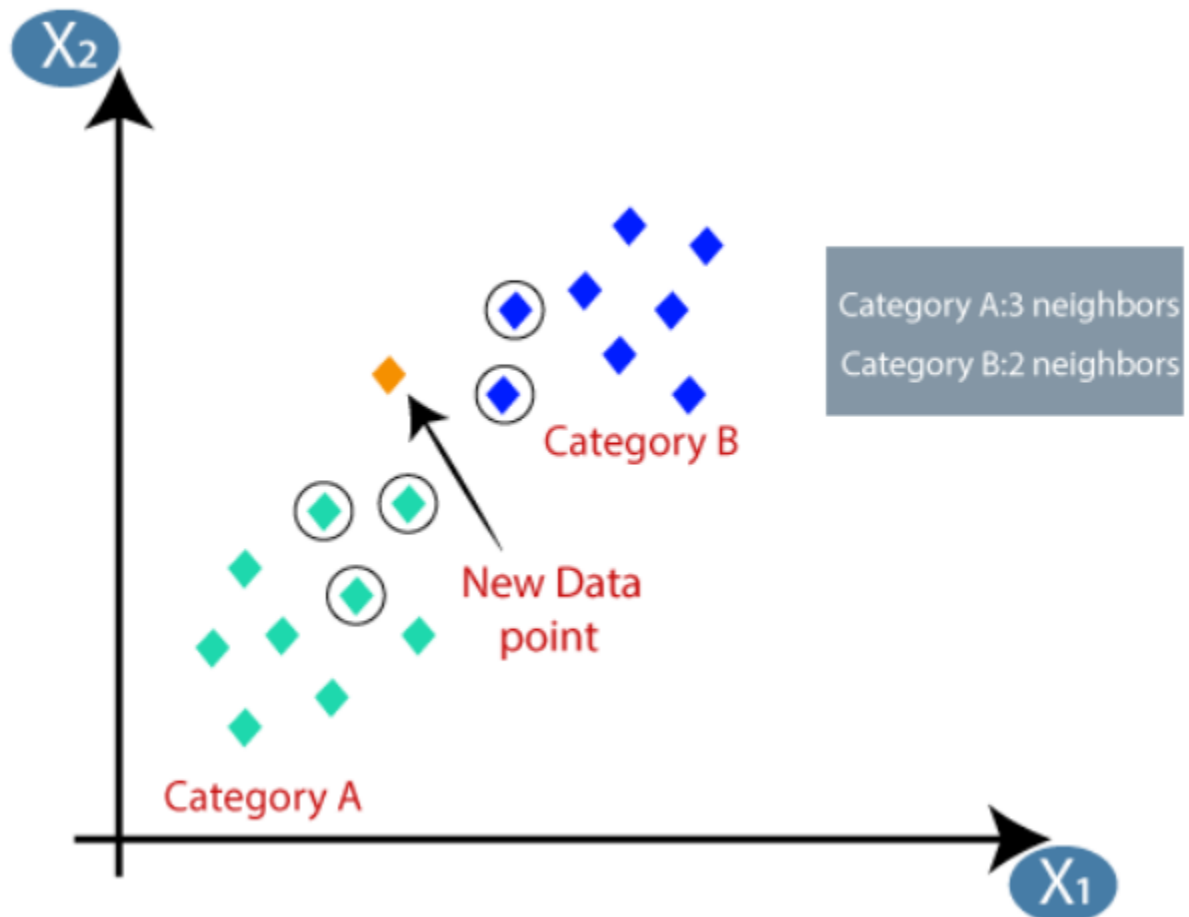 X2
Category A:3 neighbors
Category B:2 neighbors
Category B
New Data
point
Category A
X1